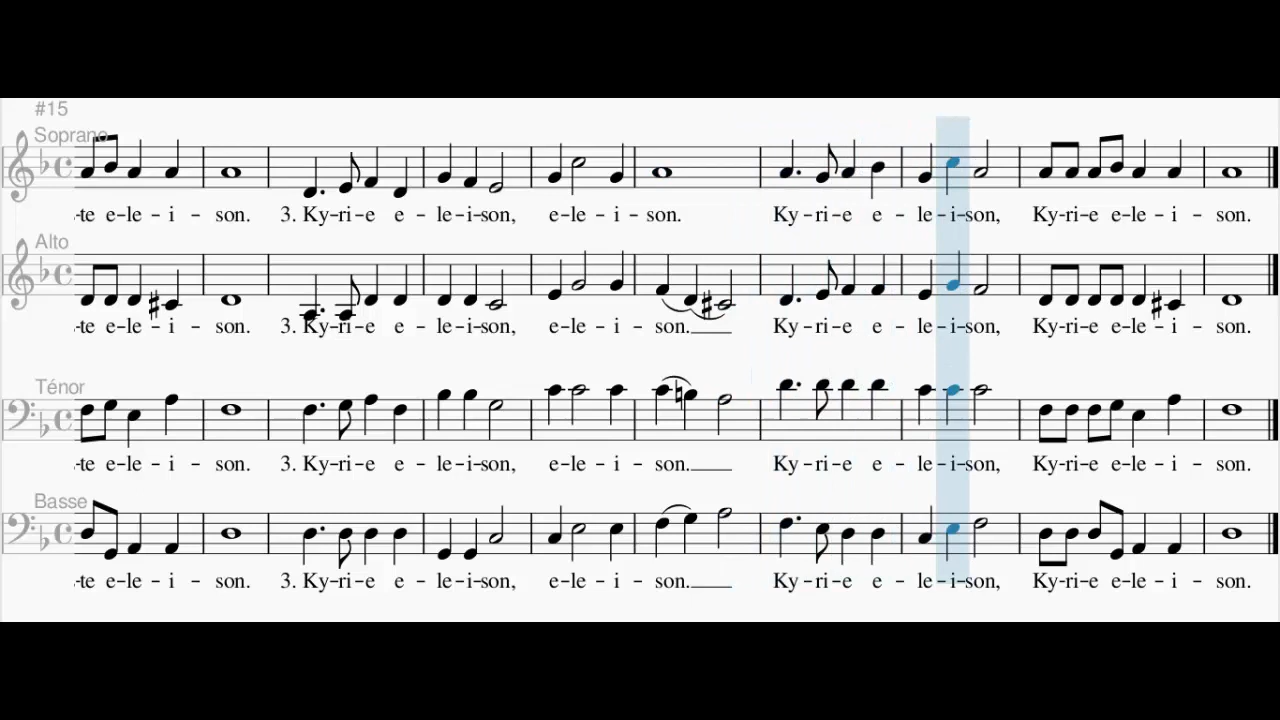 #15
Soprano
-te e-le-i-son. 3. Ky-ri-e e-le-i-son, e-le-i-son. Ky-ri-e e-le-i-son, Ky-ri-e e-le-i-son.
Alto
-te e-le-i-son. 3. Ky-ri-e e-le-i-son, e-le-i-son.___ Ky-ri-e e-le-i-son, Ky-ri-e e-le-i-son.
Ténor
-te e-le-i-son. 3. Ky-ri-e e-le-i-son, e-le-i-son.___ Ky-ri-e e-le-i-son, Ky-ri-e e-le-i-son.
Basse
-te e-le-i-son. 3. Ky-ri-e e-le-i-son, e-le-i-son.___ Ky-ri-e e-le-i-son, Ky-ri-e e-le-i-son.